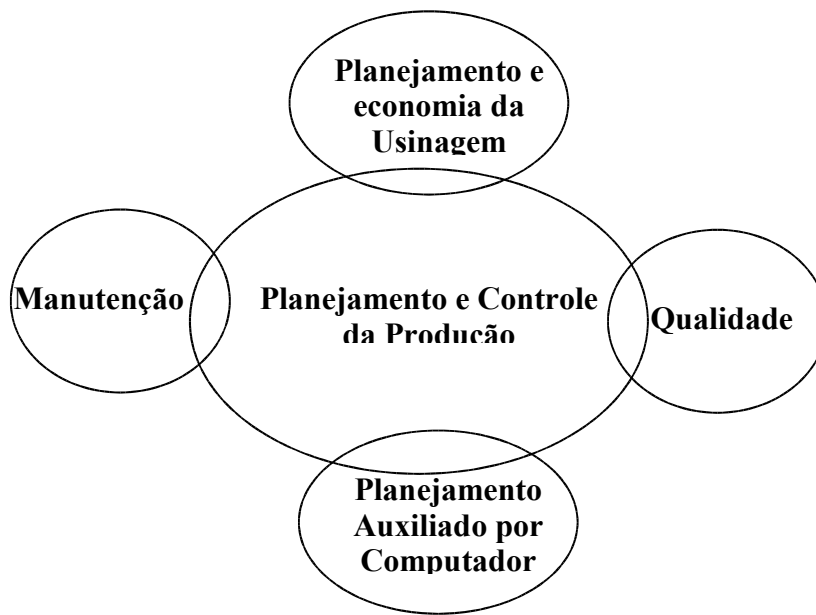 Planejamento e
economia da
Usinagem
Manutenção
Planejamento e Controle
da Produção
Qualidade
Planejamento
Auxiliado por
Computador